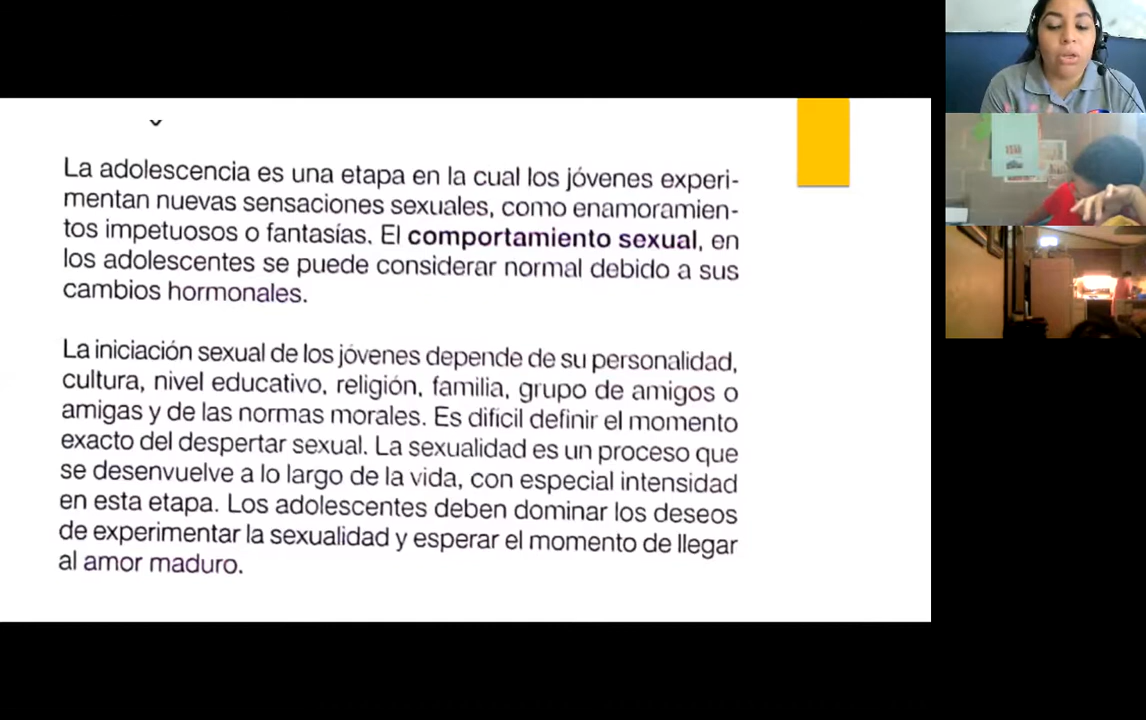 La adolescencia es una etapa en la cual los jóvenes experi-
mentan nuevas sensaciones sexuales, como enamoramien-
tos impetuosos o fantasías. El comportamiento sexual, en
los adolescentes se puede considerar normal debido a sus
cambios hormonales.
La iniciación sexual de los jóvenes depende de su personalidad,
cultura, nivel educativo, religión, familia, grupo de amigos o
amigas y de las normas morales. Es difícil definir el momento
exacto del despertar sexual. La sexualidad es un proceso que
se desenvuelve a lo largo de la vida, con especial intensidad
en esta etapa. Los adolescentes deben dominar los deseos
de experimentar la sexualidad y esperar el momento de llegar
al amor maduro.